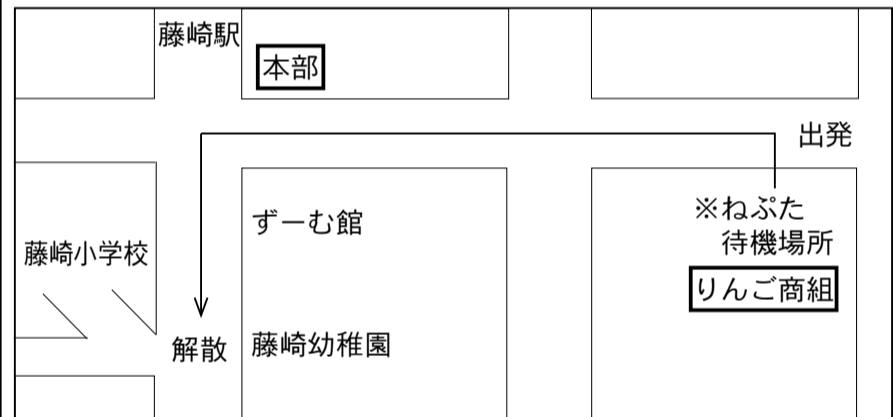 藤崎駅
本部
出発
ずーむ館
※ねぷた
待機場所
藤崎小学校
りんご商組
解散
藤崎幼稚園